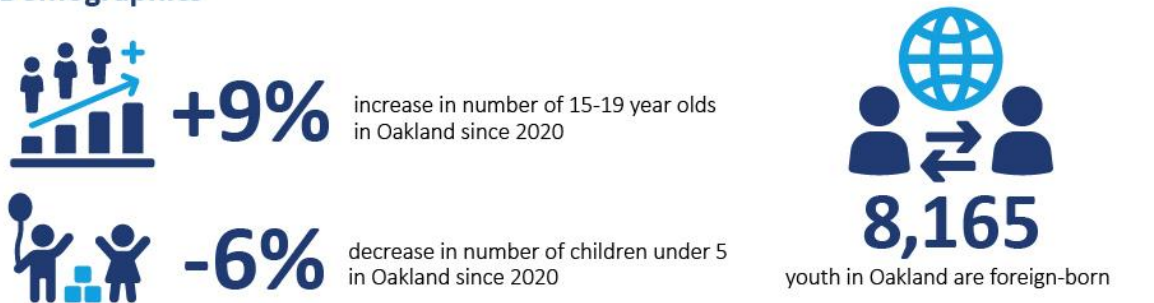 +9%
increase in number of 15-19 year olds
in Oakland since 2020
-6%
decrease in number of children under 5
in Oakland since 2020
8,165
youth in Oakland are foreign-born